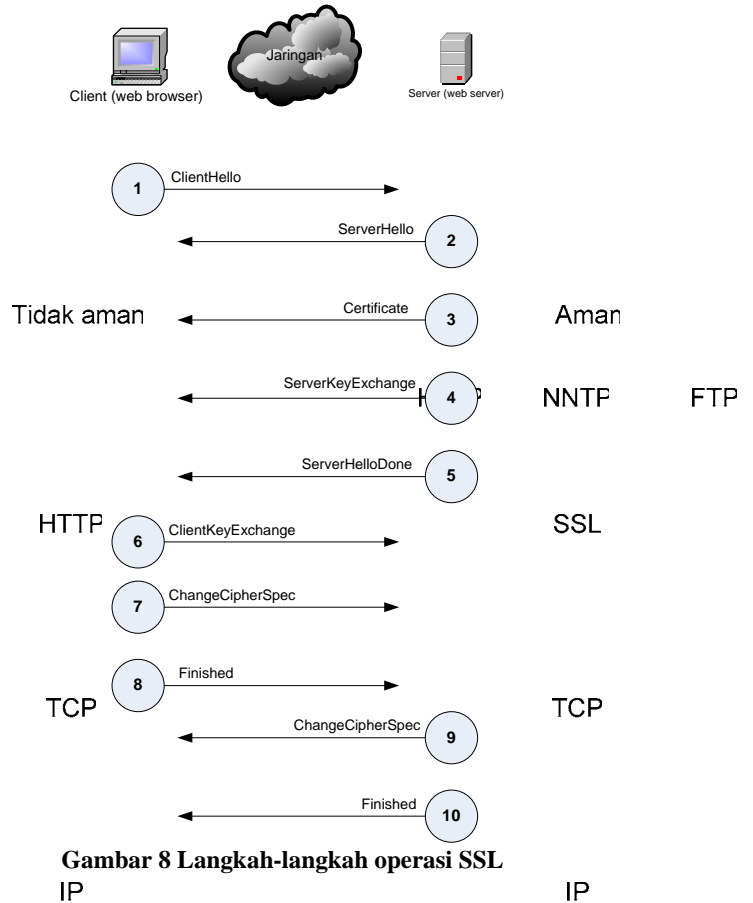 Jaringan
Client (web browser)
Server (web server)
1 ClientHello
ServerHello 2
Tidak aman
Certificate 3
Aman
ServerKeyExchange 4
NNTP
FTP
ServerHelloDone 5
HTTP
6 ClientKeyExchange
SSL
7 ChangeCipherSpec
8 Finished
TCP
TCP
ChangeCipherSpec 9
Finished 10
Gambar 8 Langkah-langkah operasi SSL
IP
IP